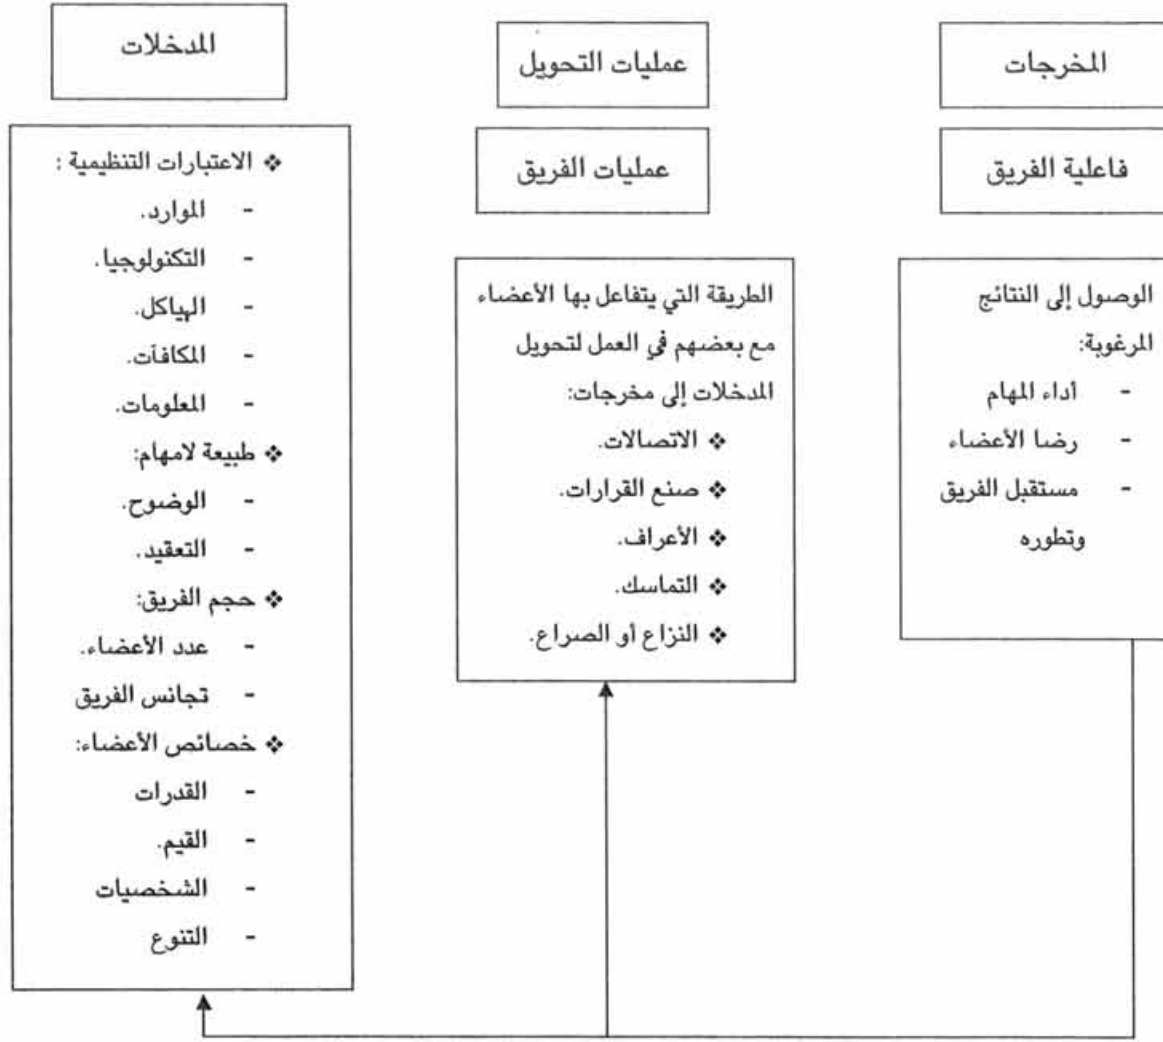 المدخلات
❖ الاعتبارات التنظيمية :
- الموارد.
- التكنولوجيا.
- الهياكل.
- المكافآت.
- المعلومات.
❖ طبيعة لامهام:
- الوضوح.
- التعقيد.
❖ حجم الفريق:
- عدد الأعضاء.
- تجانس الفريق
❖ خصائص الأعضاء:
- القدرات
- القيم.
- الشخصيات
- التنوع
عمليات التحويل
عمليات الفريق
الطريقة التي يتفاعل بها الأعضاء
مع بعضهم في العمل لتحويل
المدخلات إلى مخرجات:
❖ الاتصالات.
❖ صنع القرارات.
❖ الأعراف.
❖ التماسك.
❖ النزاع أو الصراع.
المخرجات
فاعلية الفريق
الوصول إلى النتائج
المرغوبة:
- أداء المهام
- رضا الأعضاء
- مستقبل الفريق
وتطوره